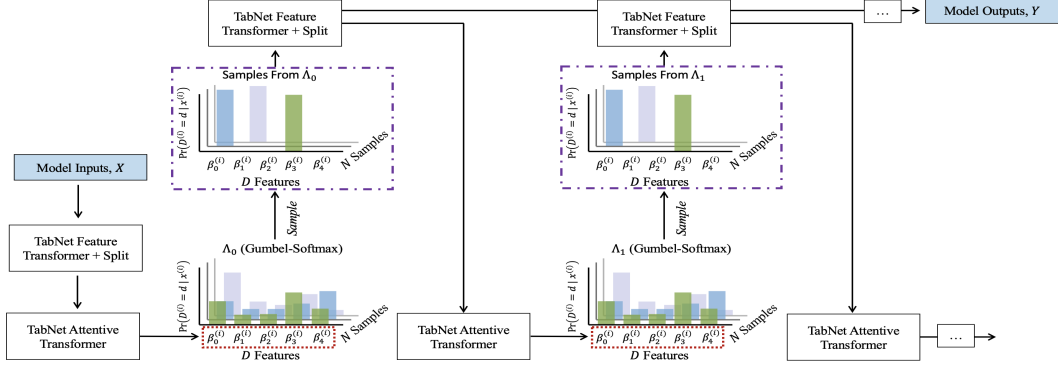 TabNet Feature
Transformer + Split
TabNet Feature
Transformer + Split
...
Model Outputs, Y
Samples From Λ₀
Pr(D⁽ⁱ⁾ = d | x⁽ⁱ⁾)
β₀⁽ⁱ⁾ β₁⁽ⁱ⁾ β₂⁽ⁱ⁾ β₃⁽ⁱ⁾ β₄⁽ⁱ⁾
N Samples
D Features
Samples From Λ₁
Pr(D⁽ⁱ⁾ = d | x⁽ⁱ⁾)
β₀⁽ⁱ⁾ β₁⁽ⁱ⁾ β₂⁽ⁱ⁾ β₃⁽ⁱ⁾ β₄⁽ⁱ⁾
N Samples
D Features
Model Inputs, X
TabNet Feature
Transformer + Split
Sample
Sample
Λ₀ (Gumbel-Softmax)
Λ₁ (Gumbel-Softmax)
TabNet Attentive
Transformer
Pr(D⁽ⁱ⁾ = d | x⁽ⁱ⁾)
β₀⁽ⁱ⁾ β₁⁽ⁱ⁾ β₂⁽ⁱ⁾ β₃⁽ⁱ⁾ β₄⁽ⁱ⁾
N Samples
D Features
TabNet Attentive
Transformer
Pr(D⁽ⁱ⁾ = d | x⁽ⁱ⁾)
β₀⁽ⁱ⁾ β₁⁽ⁱ⁾ β₂⁽ⁱ⁾ β₃⁽ⁱ⁾ β₄⁽ⁱ⁾
N Samples
D Features
TabNet Attentive
Transformer
...